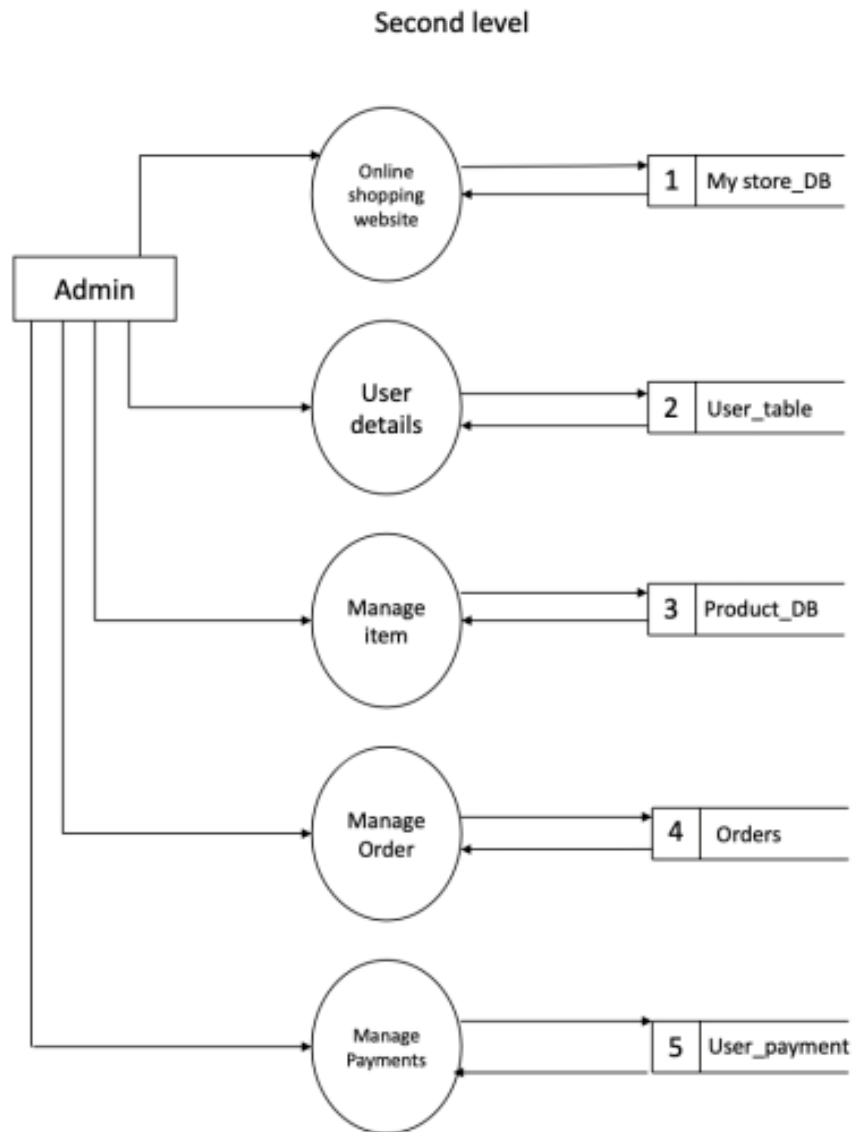 Second level
Online
shopping
website
1
My store_DB
Admin
User
details
2
User_table
Manage
item
3
Product_DB
Manage
Order
4
Orders
Manage
Payments
5
User_payment